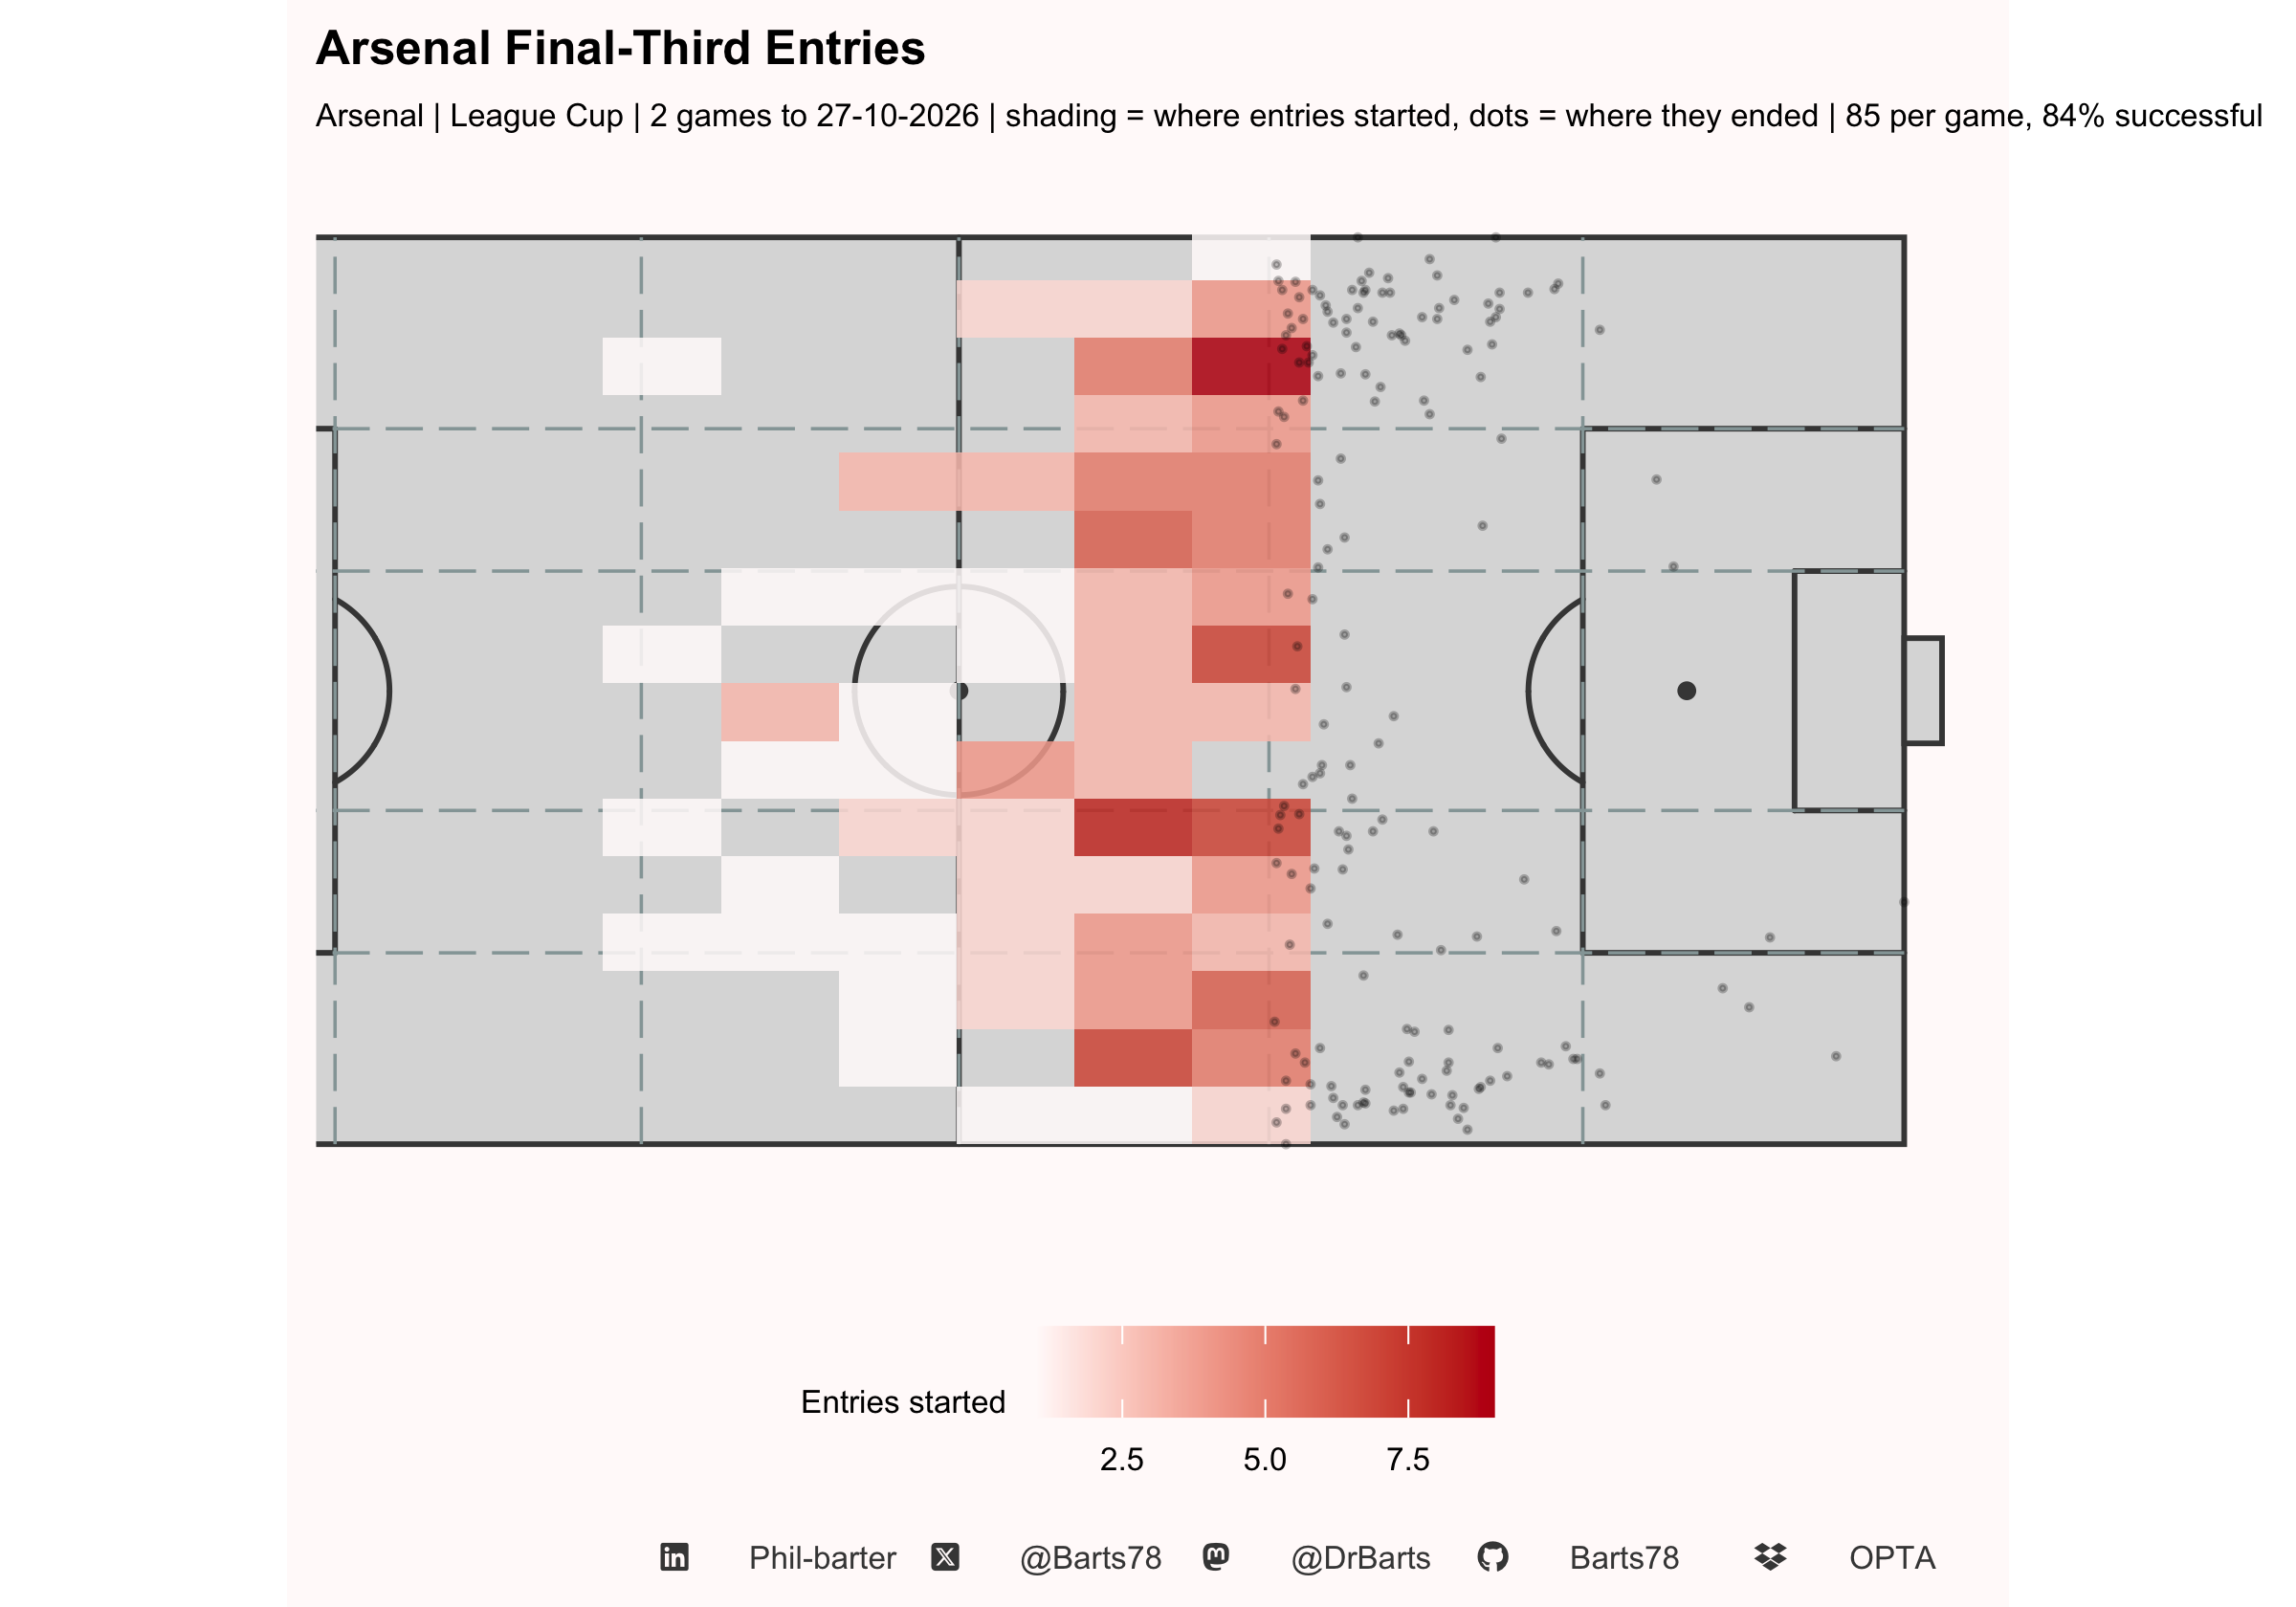 Arsenal Final-Third Entries
Arsenal | League Cup | 2 games to 27-10-2026 | shading = where entries started, dots = where they ended | 85 per game, 84% successful
Entries started
2.5 5.0 7.5
Phil-barter @Barts78 @DrBarts Barts78 OPTA